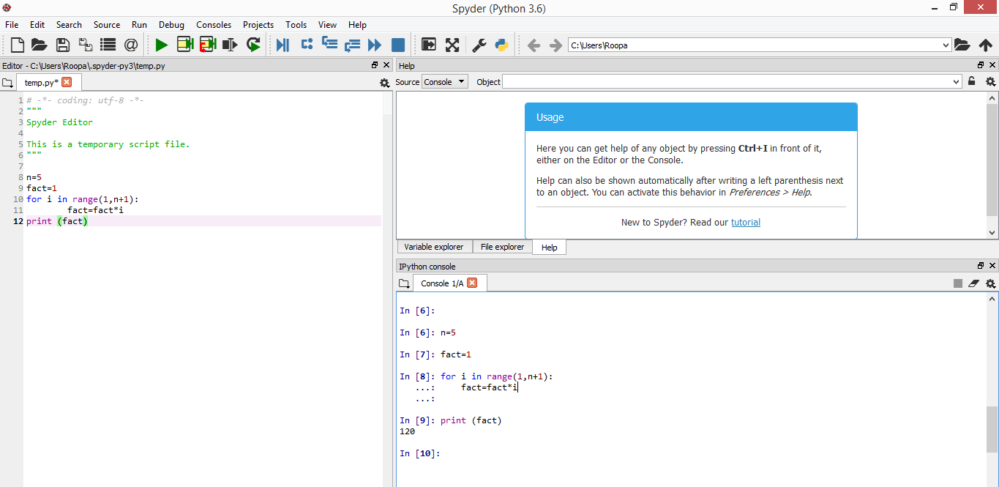 Spyder (Python 3.6)
File Edit Search Source Run Debug Consoles Projects Tools View Help
C:\Users\Roopa
Editor - C:\Users\Roopa\.spyder-py3\temp.py
temp.py*
1 # -*- coding: utf-8 -*-
2 """
3 Spyder Editor
4
5 This is a temporary script file.
6 """
7
8 n=5
9 fact=1
10 for i in range(1,n+1):
11         fact=fact*i
12 print (fact)
Help
Source Console Object
Usage
Here you can get help of any object by pressing Ctrl+I in front of it,
either on the Editor or the Console.
Help can also be shown automatically after writing a left parenthesis next
to an object. You can activate this behavior in Preferences > Help.
New to Spyder? Read our tutorial
Variable explorer File explorer Help
IPython console
Console 1/A
In [6]:
In [6]: n=5
In [7]: fact=1
In [8]: for i in range(1,n+1):
   ...:     fact=fact*i
   ...:
In [9]: print (fact)
120
In [10]: